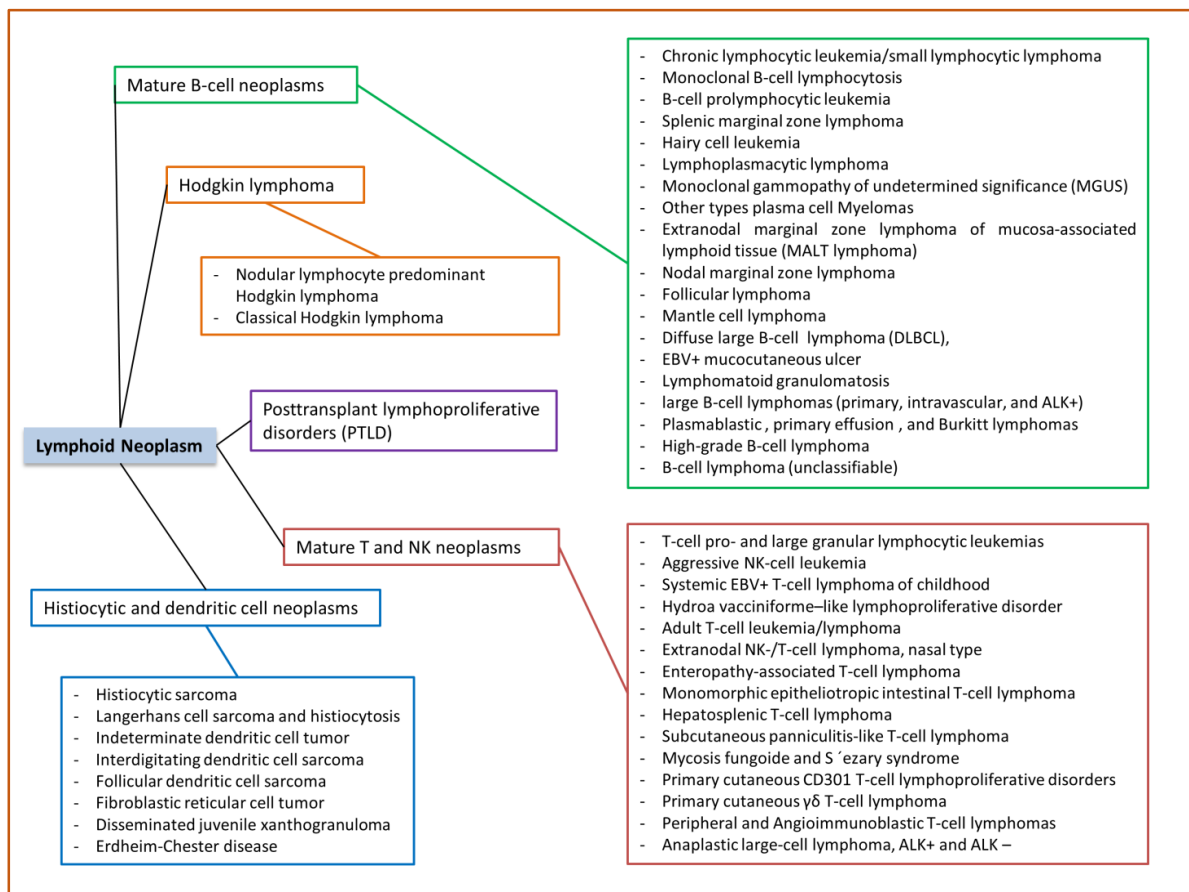 Mature B-cell neoplasms
- Chronic lymphocytic leukemia/small lymphocytic lymphoma
- Monoclonal B-cell lymphocytosis
- B-cell prolymphocytic leukemia
- Splenic marginal zone lymphoma
- Hairy cell leukemia
- Lymphoplasmacytic lymphoma
- Monoclonal gammopathy of undetermined significance (MGUS)
- Other types plasma cell Myelomas
- Extranodal marginal zone lymphoma of mucosa-associated
lymphoid tissue (MALT lymphoma)
- Nodal marginal zone lymphoma
- Follicular lymphoma
- Mantle cell lymphoma
- Diffuse large B-cell lymphoma (DLBCL),
- EBV+ mucocutaneous ulcer
- Lymphomatoid granulomatosis
- large B-cell lymphomas (primary, intravascular, and ALK+)
- Plasmablastic , primary effusion , and Burkitt lymphomas
- High-grade B-cell lymphoma
- B-cell lymphoma (unclassifiable)
Hodgkin lymphoma
- Nodular lymphocyte predominant
Hodgkin lymphoma
- Classical Hodgkin lymphoma
Posttransplant lymphoproliferative
disorders (PTLD)
Lymphoid Neoplasm
Mature T and NK neoplasms
- T-cell pro- and large granular lymphocytic leukemias
- Aggressive NK-cell leukemia
- Systemic EBV+ T-cell lymphoma of childhood
- Hydroa vacciniforme–like lymphoproliferative disorder
- Adult T-cell leukemia/lymphoma
- Extranodal NK-/T-cell lymphoma, nasal type
- Enteropathy-associated T-cell lymphoma
- Monomorphic epitheliotropic intestinal T-cell lymphoma
- Hepatosplenic T-cell lymphoma
- Subcutaneous panniculitis-like T-cell lymphoma
- Mycosis fungoide and S ´ezary syndrome
- Primary cutaneous CD301 T-cell lymphoproliferative disorders
- Primary cutaneous γδ T-cell lymphoma
- Peripheral and Angioimmunoblastic T-cell lymphomas
- Anaplastic large-cell lymphoma, ALK+ and ALK –
Histiocytic and dendritic cell neoplasms
- Histiocytic sarcoma
- Langerhans cell sarcoma and histiocytosis
- Indeterminate dendritic cell tumor
- Interdigitating dendritic cell sarcoma
- Follicular dendritic cell sarcoma
- Fibroblastic reticular cell tumor
- Disseminated juvenile xanthogranuloma
- Erdheim-Chester disease